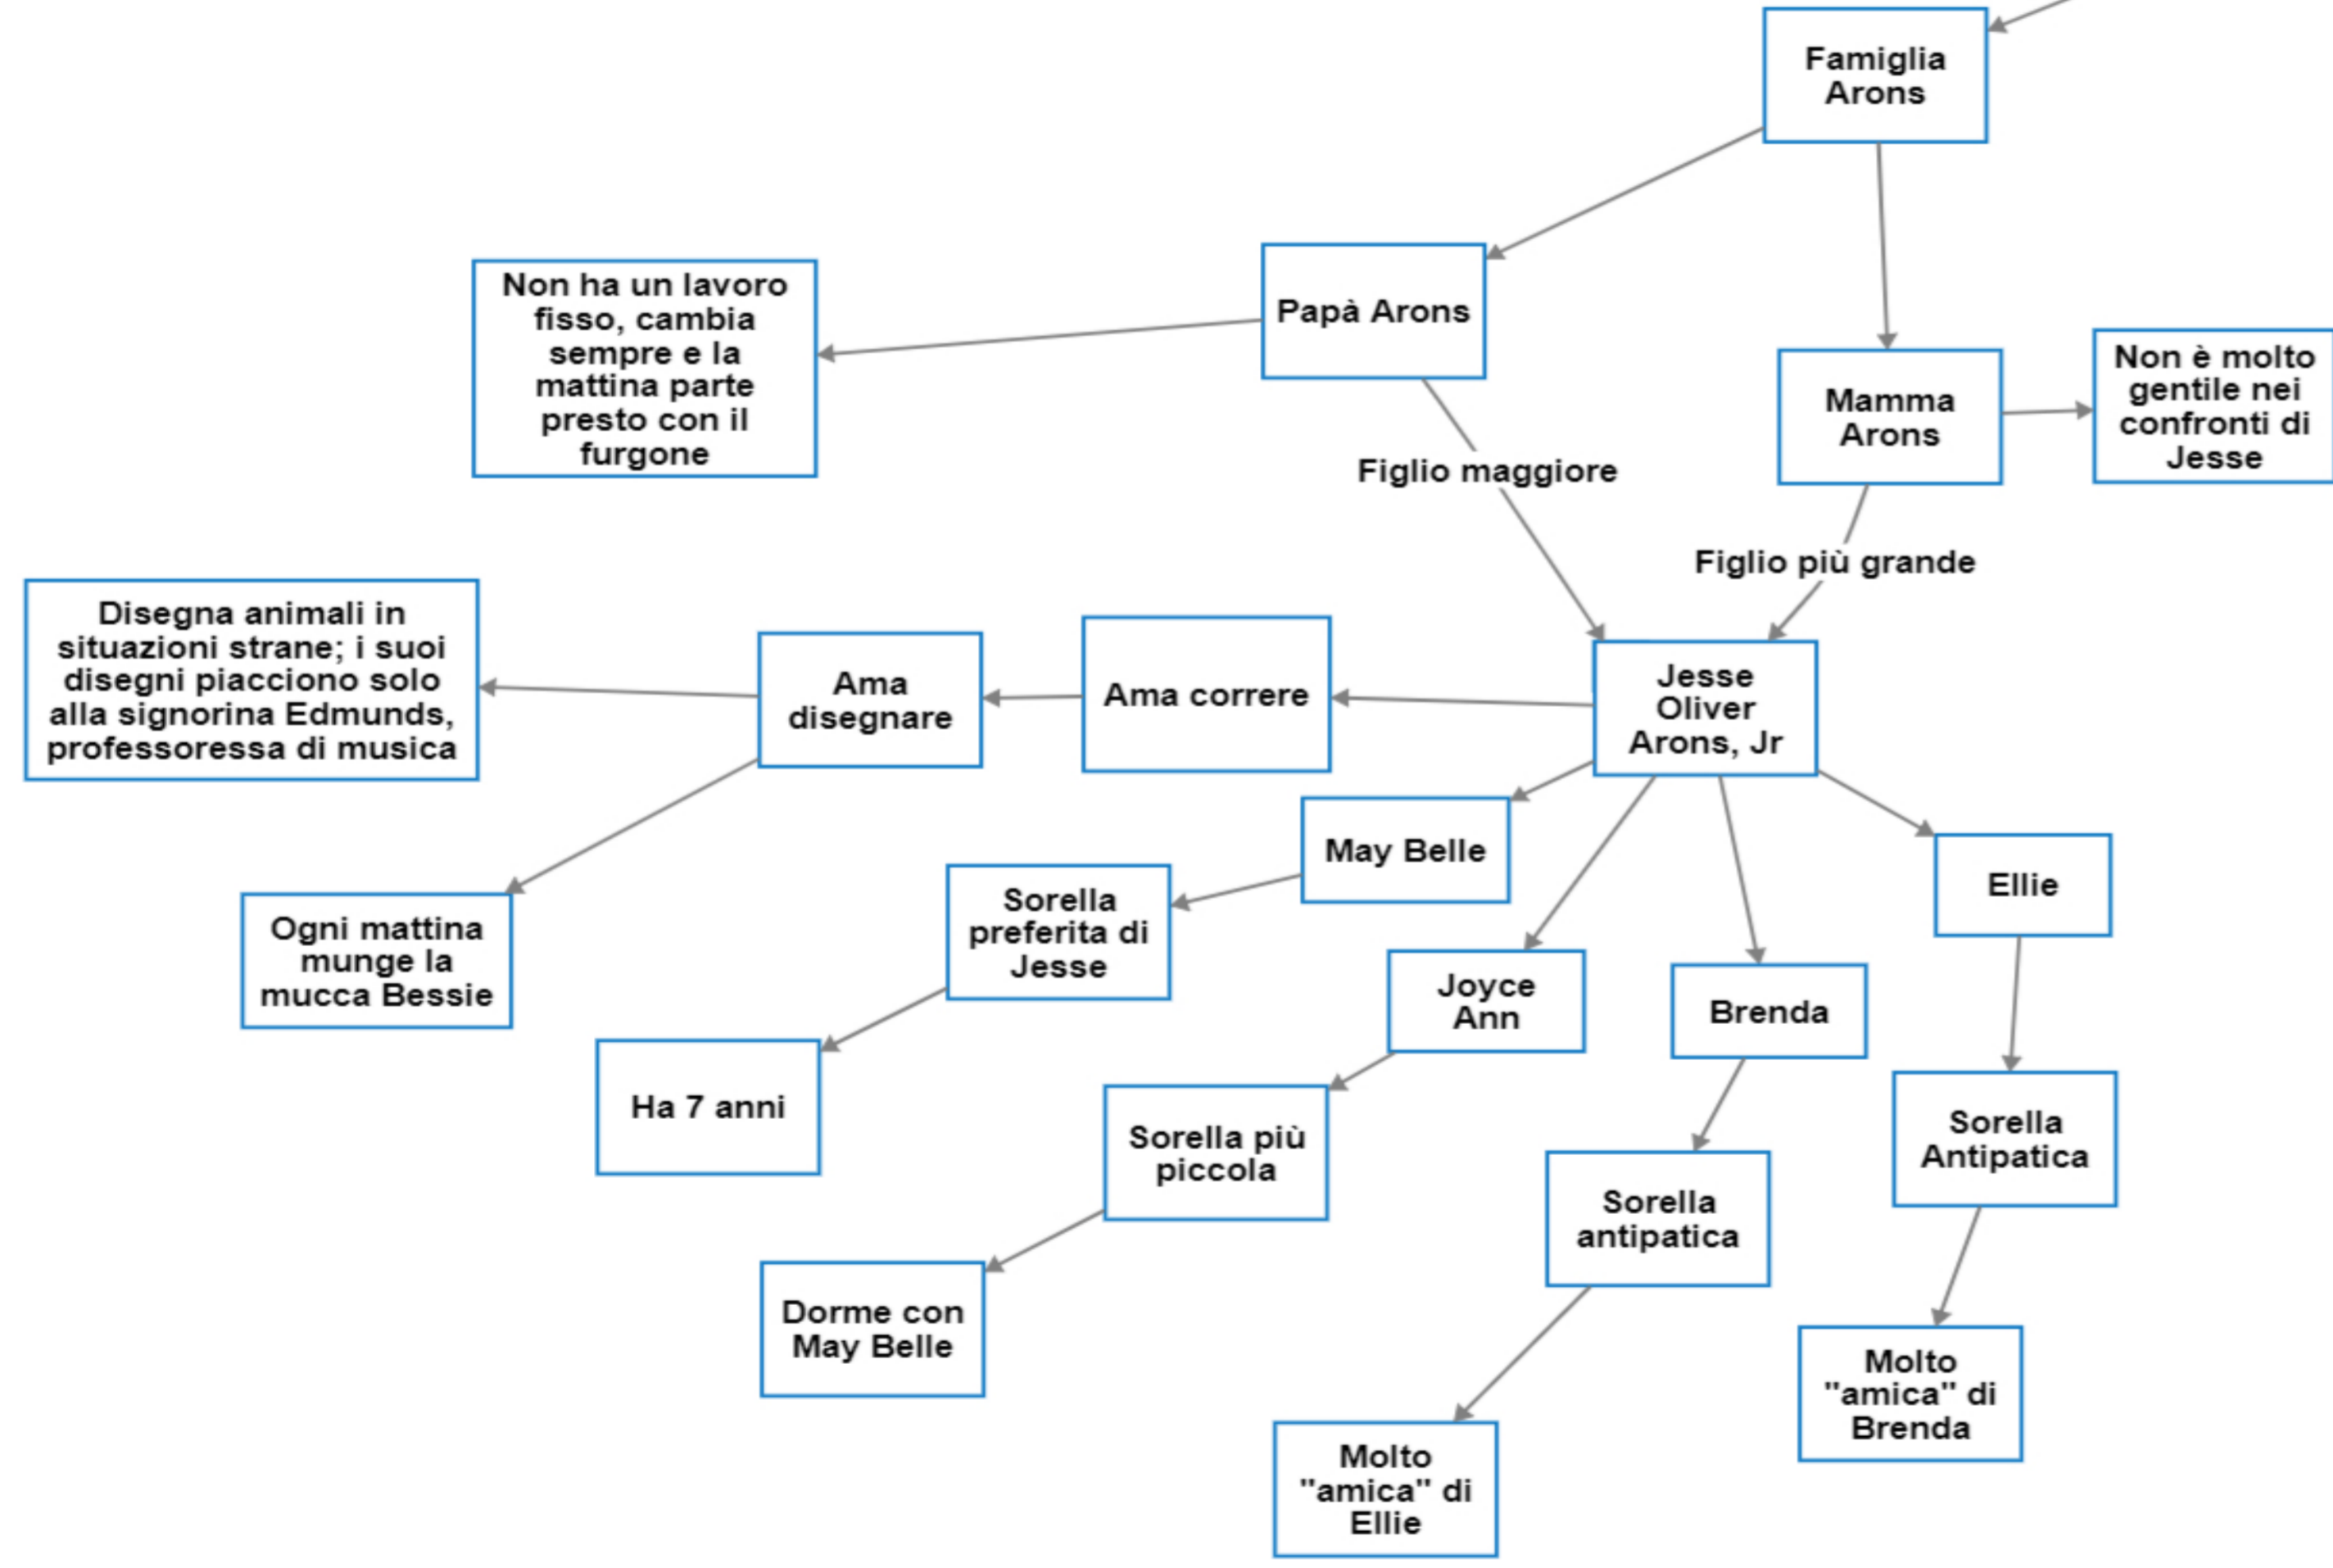 Famiglia
Arons
Papà Arons
Non ha un lavoro
fisso, cambia
sempre e la
mattina parte
presto con il
furgone
Mamma
Arons
Non è molto
gentile nei
confronti di
Jesse
Figlio maggiore
Figlio più grande
Jesse
Oliver
Arons, Jr
Ama correre
Ama
disegnare
Disegna animali in
situazioni strane; i suoi
disegni piacciono solo
alla signorina Edmunds,
professoressa di musica
Ogni mattina
munge la
mucca Bessie
May Belle
Sorella
preferita di
Jesse
Ha 7 anni
Joyce
Ann
Sorella più
piccola
Dorme con
May Belle
Brenda
Sorella
antipatica
Molto
"amica" di
Ellie
Ellie
Sorella
Antipatica
Molto
"amica" di
Brenda